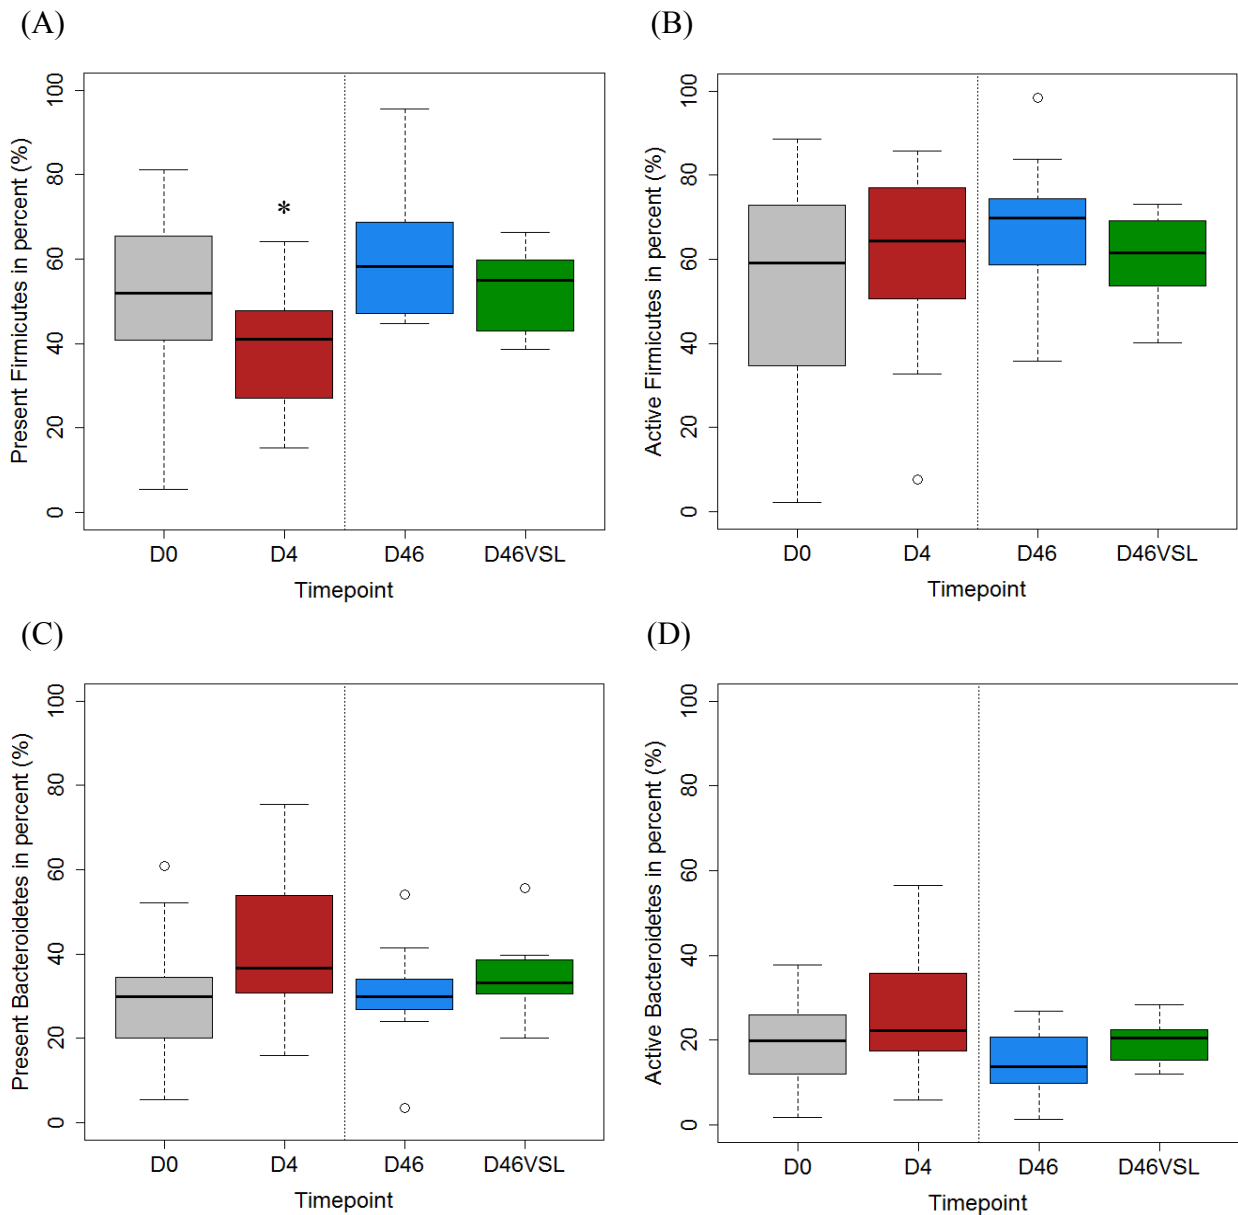 (A)
Present Firmicutes in percent (%)
100
80
60
40
20
0
*
D0 D4 D46 D46VSL
Timepoint
(B)
Active Firmicutes in percent (%)
100
80
60
40
20
0
D0 D4 D46 D46VSL
Timepoint
(C)
Present Bacteroidetes in percent (%)
100
80
60
40
20
0
D0 D4 D46 D46VSL
Timepoint
(D)
Active Bacteroidetes in percent (%)
100
80
60
40
20
0
D0 D4 D46 D46VSL
Timepoint